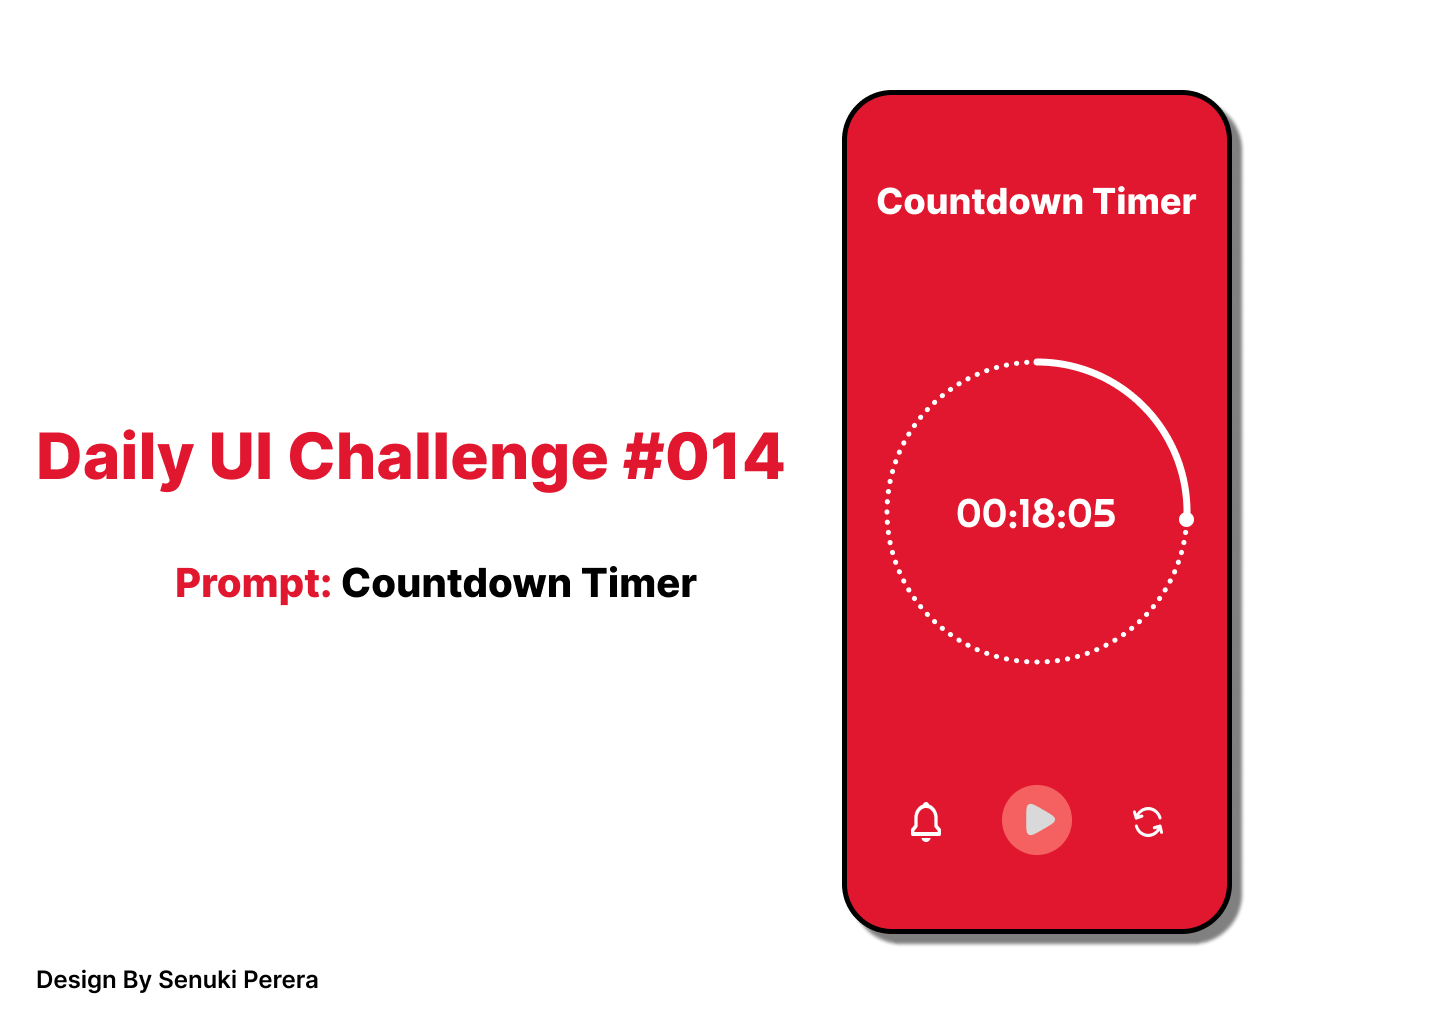 Daily UI Challenge #014
Prompt: Countdown Timer
Design By Senuki Perera
Countdown Timer
00:18:05